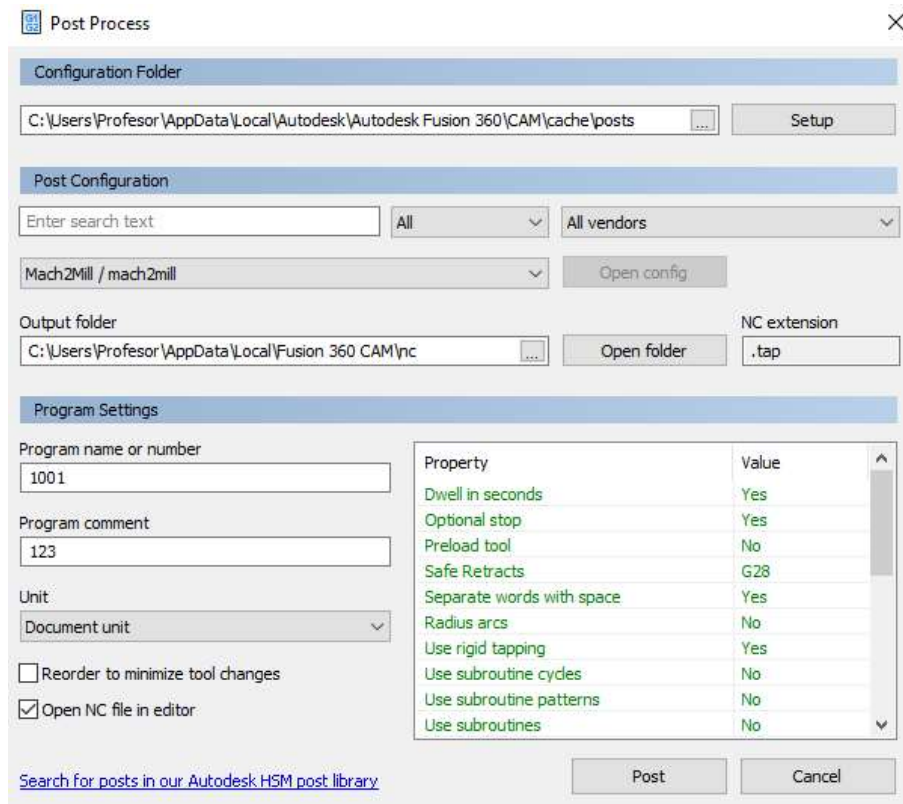 G1
G2
Post Process
Configuration Folder
C:\Users\Profesor\AppData\Local\Autodesk\Autodesk Fusion 360\CAM\cache\posts
...
Setup
Post Configuration
Enter search text
All
All vendors
Mach2Mill / mach2mill
Open config
Output folder
NC extension
C:\Users\Profesor\AppData\Local\Fusion 360 CAM\nc
...
Open folder
.tap
Program Settings
Program name or number
1001
Program comment
123
Unit
Document unit
Reorder to minimize tool changes
Open NC file in editor
Property Value
Dwell in seconds Yes
Optional stop Yes
Preload tool No
Safe Retracts G28
Separate words with space Yes
Radius arcs No
Use rigid tapping Yes
Use subroutine cycles No
Use subroutine patterns No
Use subroutines No
Search for posts in our Autodesk HSM post library
Post
Cancel